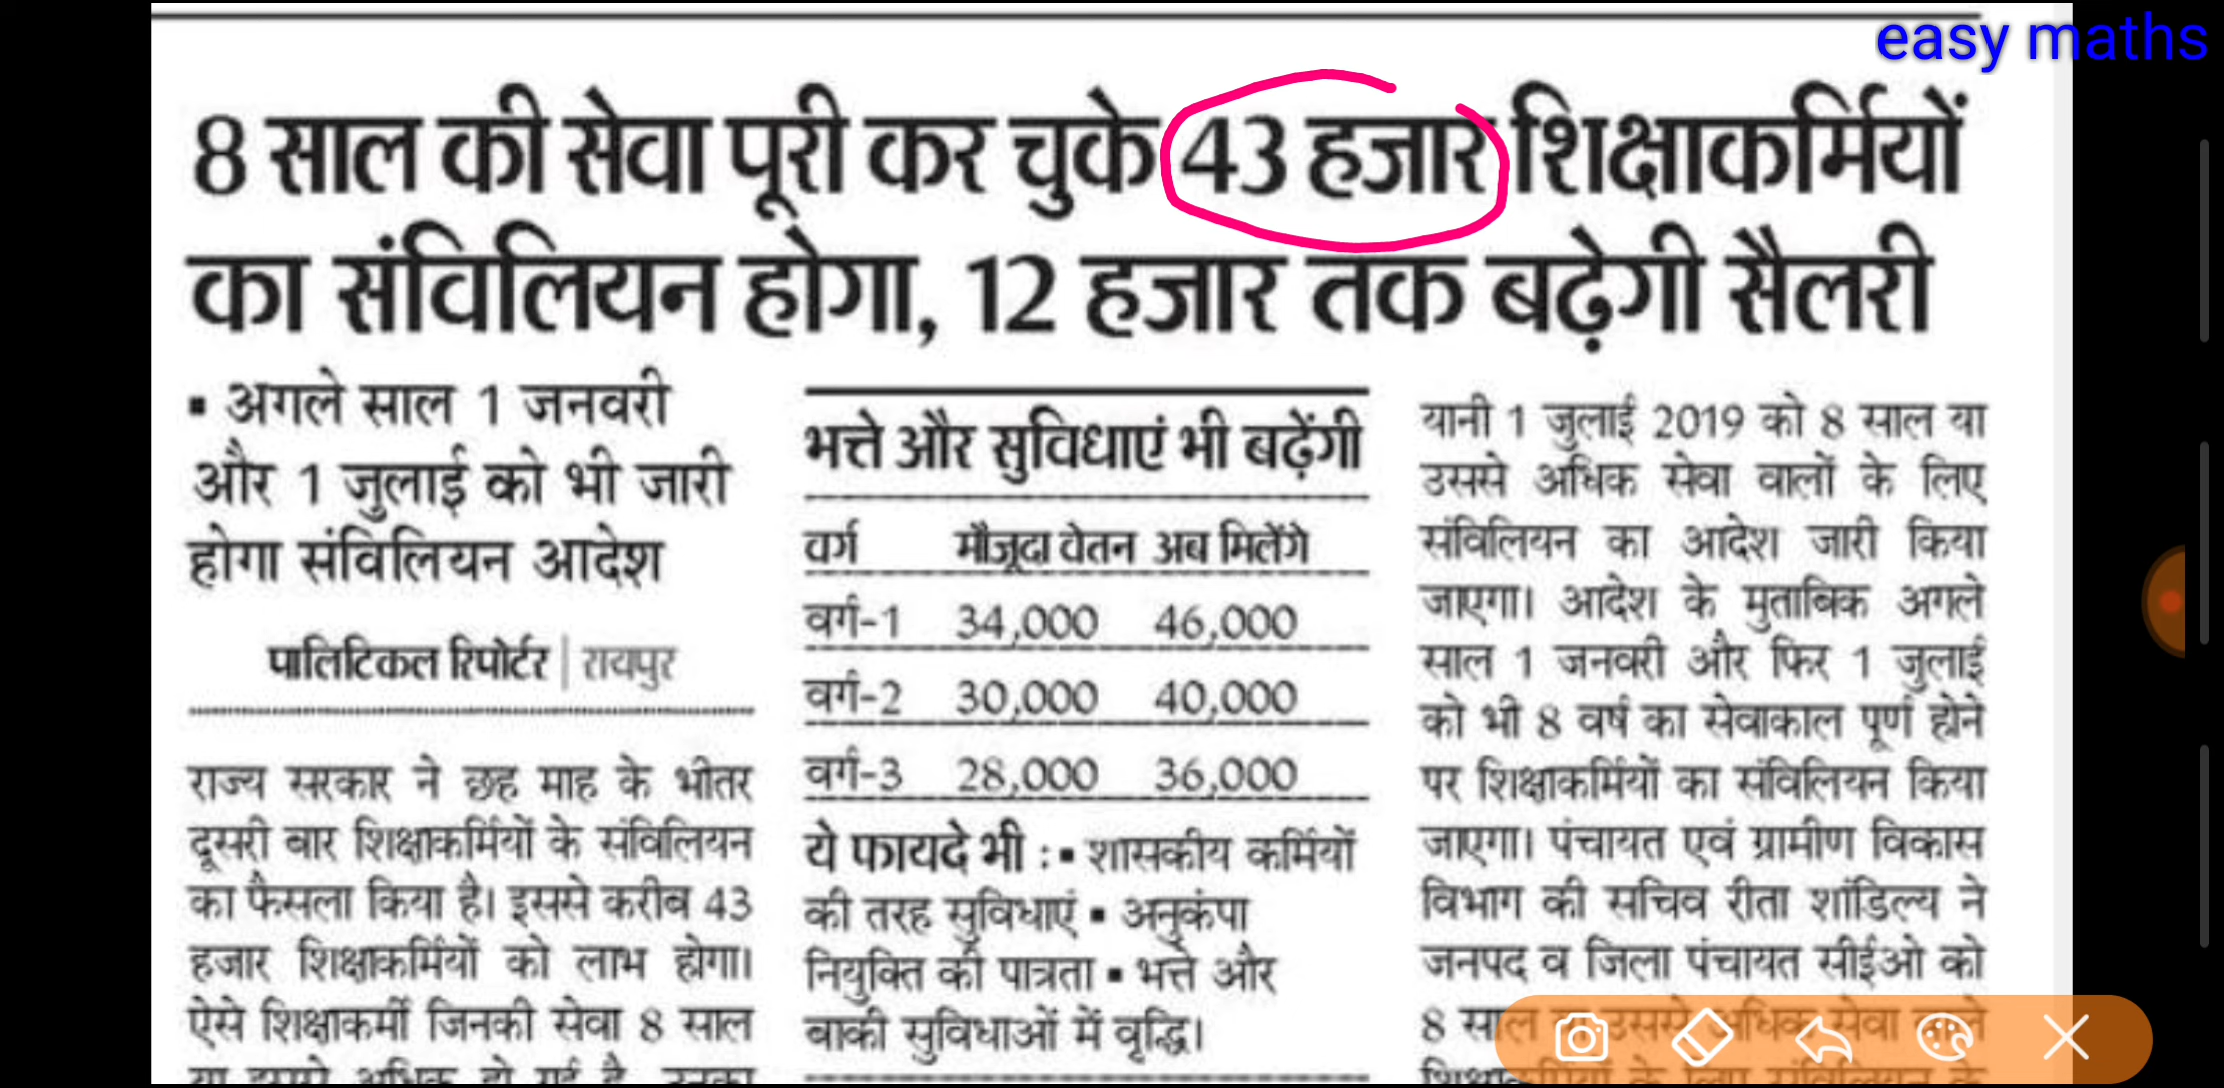 easy maths
8 साल की सेवा पूरी कर चुके 43 हजार शिक्षाकर्मियों
का संविलियन होगा, 12 हजार तक बढ़ेगी सैलरी
▪ अगले साल 1 जनवरी
और 1 जुलाई को भी जारी
होगा संविलियन आदेश
पालिटिकल रिपोर्टर | रायपुर
राज्य सरकार ने छह माह के भीतर
दूसरी बार शिक्षाकर्मियों के संविलियन
का फैसला किया है। इससे करीब 43
हजार शिक्षाकर्मियों को लाभ होगा।
ऐसे शिक्षाकर्मी जिनकी सेवा 8 साल
भत्ते और सुविधाएं भी बढ़ेंगी
वर्ग मौजूदा वेतन अब मिलेंगे
वर्ग-1 34,000 46,000
वर्ग-2 30,000 40,000
वर्ग-3 28,000 36,000
ये फायदे भी : ▪ शासकीय कर्मियों
की तरह सुविधाएं ▪ अनुकंपा
नियुक्ति की पात्रता ▪ भत्ते और
बाकी सुविधाओं में वृद्धि।
यानी 1 जुलाई 2019 को 8 साल या
उससे अधिक सेवा वालों के लिए
संविलियन का आदेश जारी किया
जाएगा। आदेश के मुताबिक अगले
साल 1 जनवरी और फिर 1 जुलाई
को भी 8 वर्ष का सेवाकाल पूर्ण होने
पर शिक्षाकर्मियों का संविलियन किया
जाएगा। पंचायत एवं ग्रामीण विकास
विभाग की सचिव रीता शांडिल्य ने
जनपद व जिला पंचायत सीईओ को
8 साल या उससे अधिक सेवा वाले